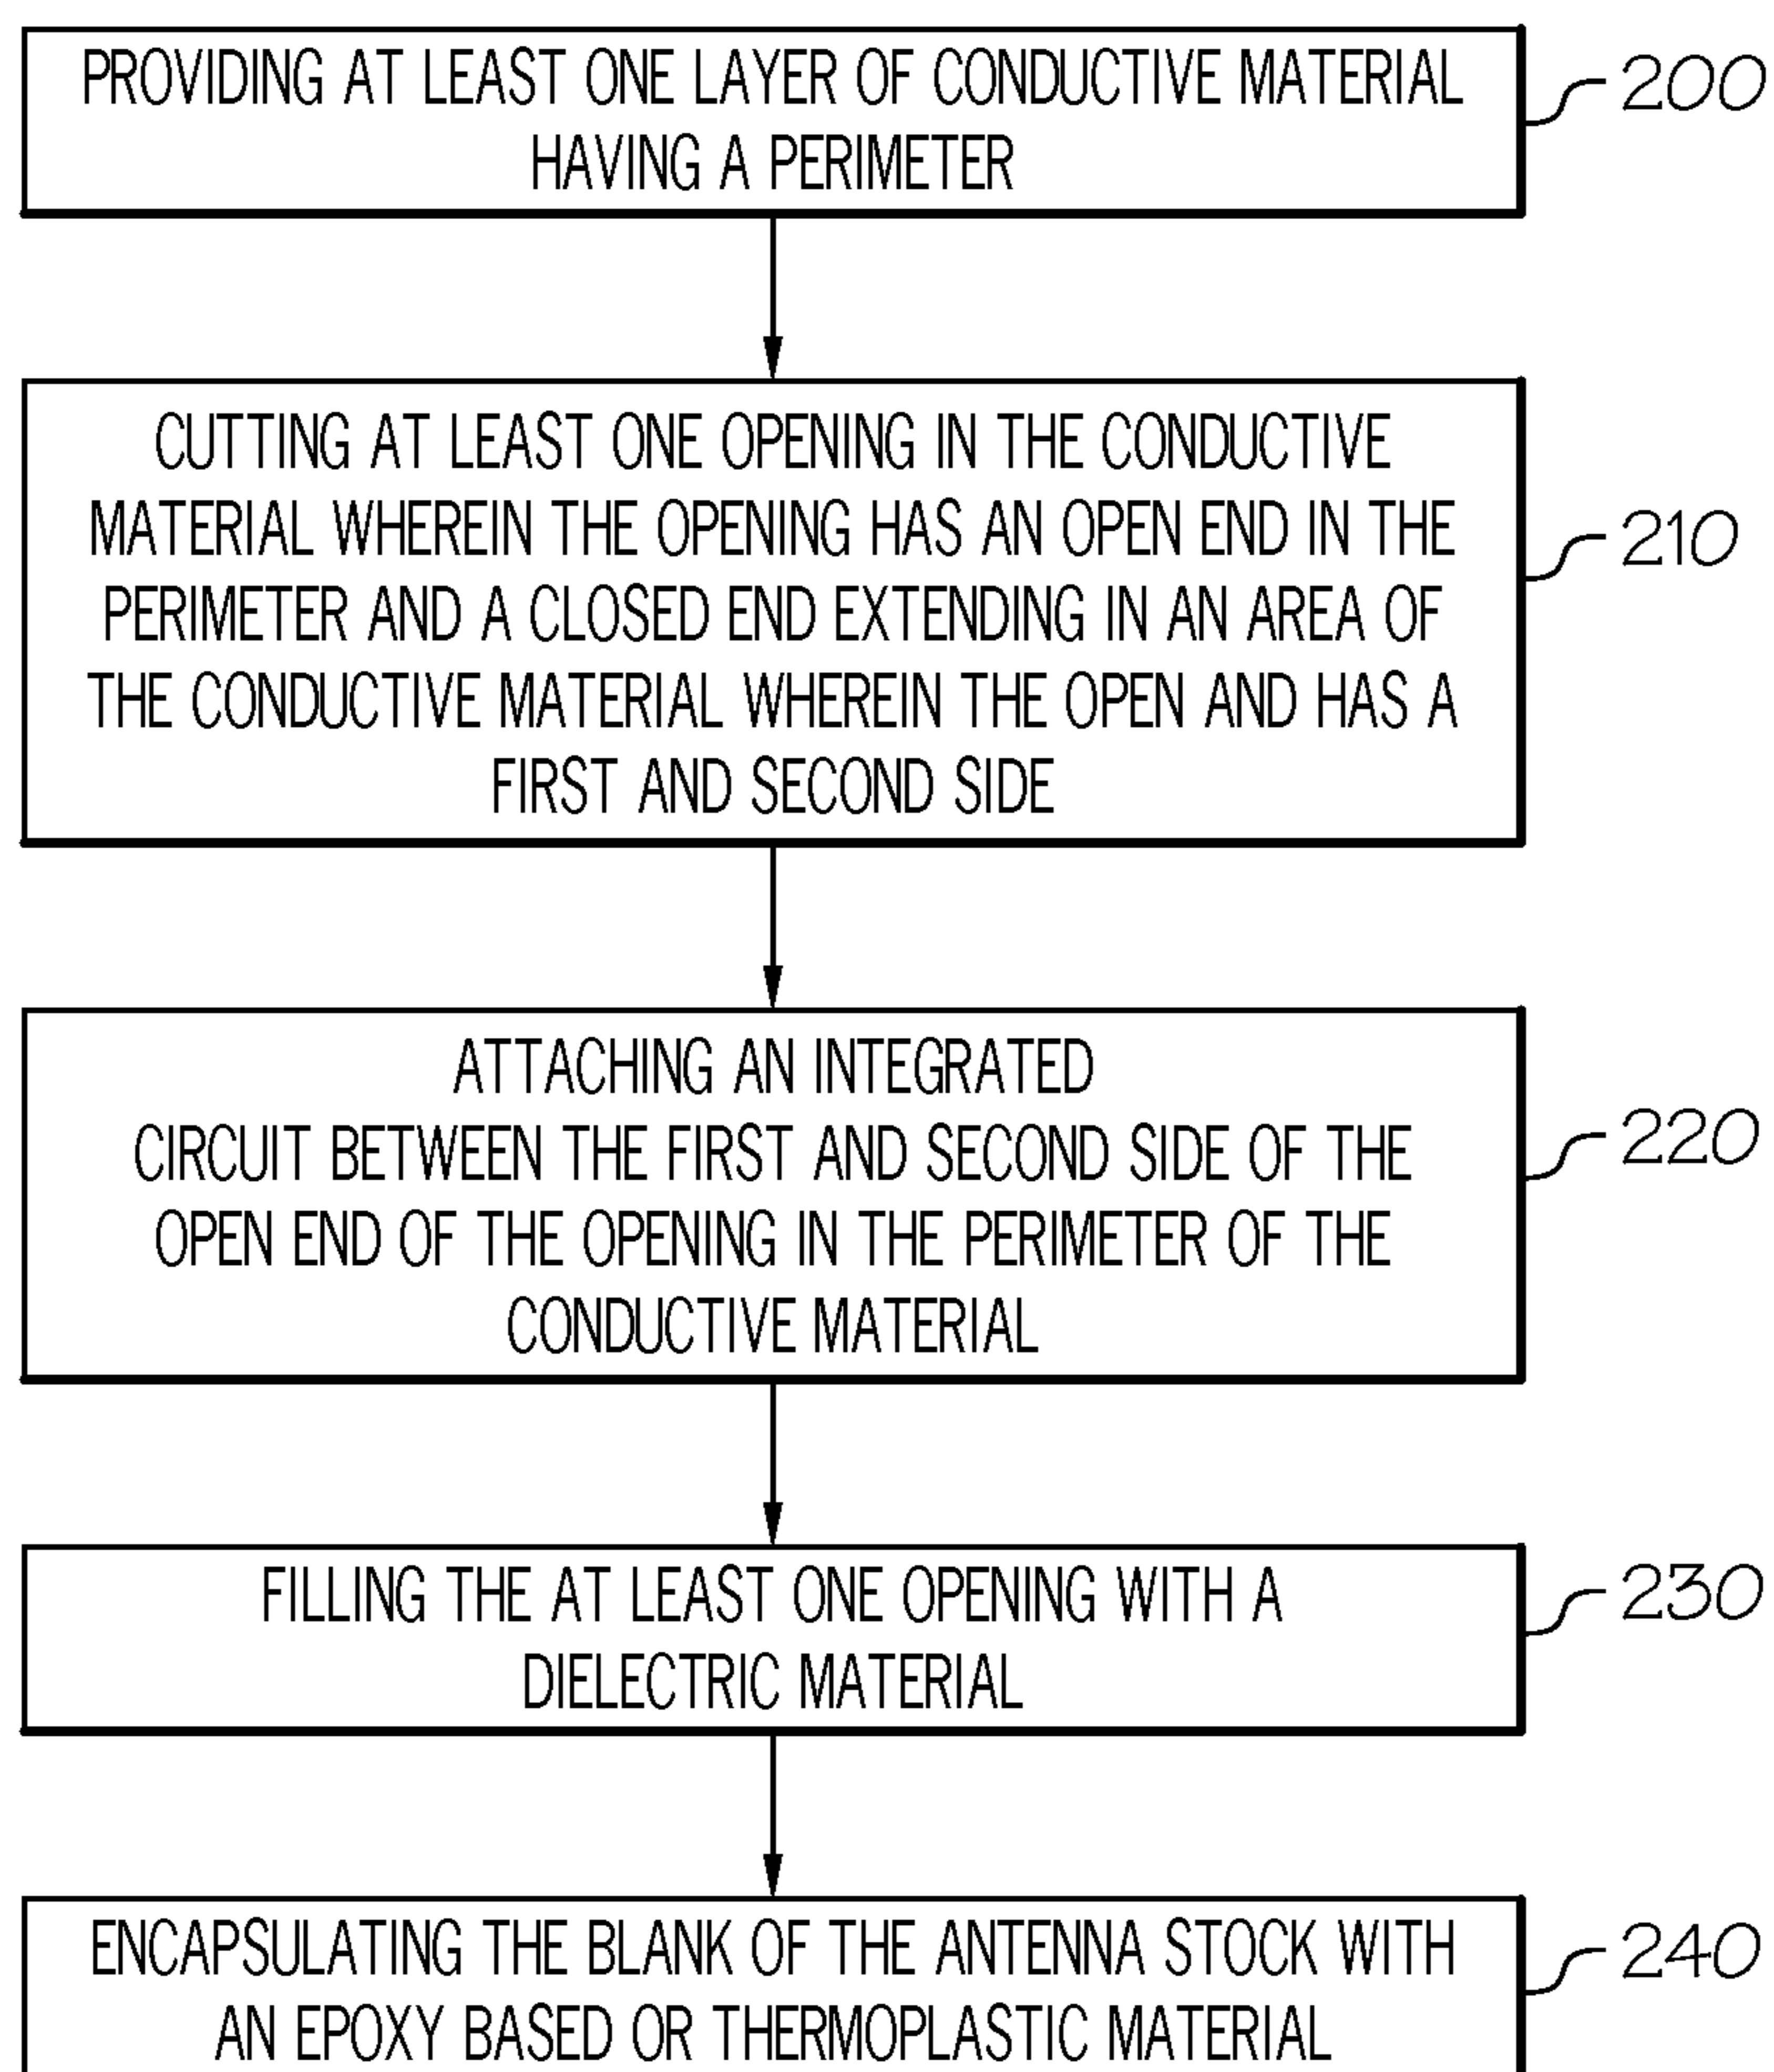 PROVIDING AT LEAST ONE LAYER OF CONDUCTIVE MATERIAL
HAVING A PERIMETER
200
CUTTING AT LEAST ONE OPENING IN THE CONDUCTIVE
MATERIAL WHEREIN THE OPENING HAS AN OPEN END IN THE
PERIMETER AND A CLOSED END EXTENDING IN AN AREA OF
THE CONDUCTIVE MATERIAL WHEREIN THE OPEN AND HAS A
FIRST AND SECOND SIDE
210
ATTACHING AN INTEGRATED
CIRCUIT BETWEEN THE FIRST AND SECOND SIDE OF THE
OPEN END OF THE OPENING IN THE PERIMETER OF THE
CONDUCTIVE MATERIAL
220
FILLING THE AT LEAST ONE OPENING WITH A
DIELECTRIC MATERIAL
230
ENCAPSULATING THE BLANK OF THE ANTENNA STOCK WITH
AN EPOXY BASED OR THERMOPLASTIC MATERIAL
240